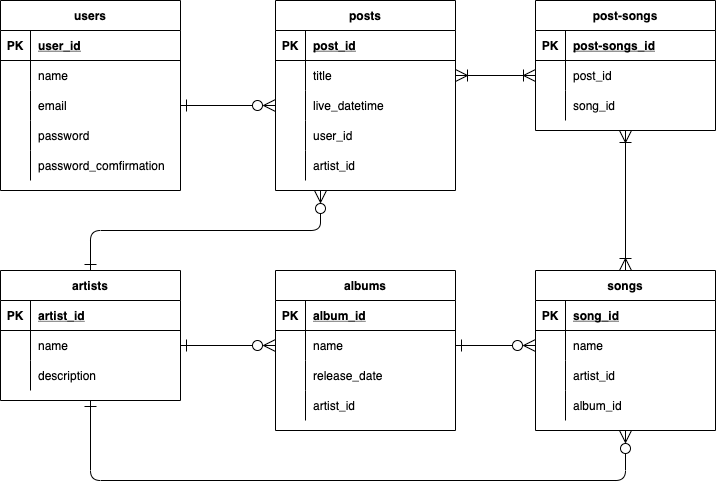 users
PK user_id
name
email
password
password_comfirmation
posts
PK post_id
title
live_datetime
user_id
artist_id
post-songs
PK post-songs_id
post_id
song_id
artists
PK artist_id
name
description
albums
PK album_id
name
release_date
artist_id
songs
PK song_id
name
artist_id
album_id